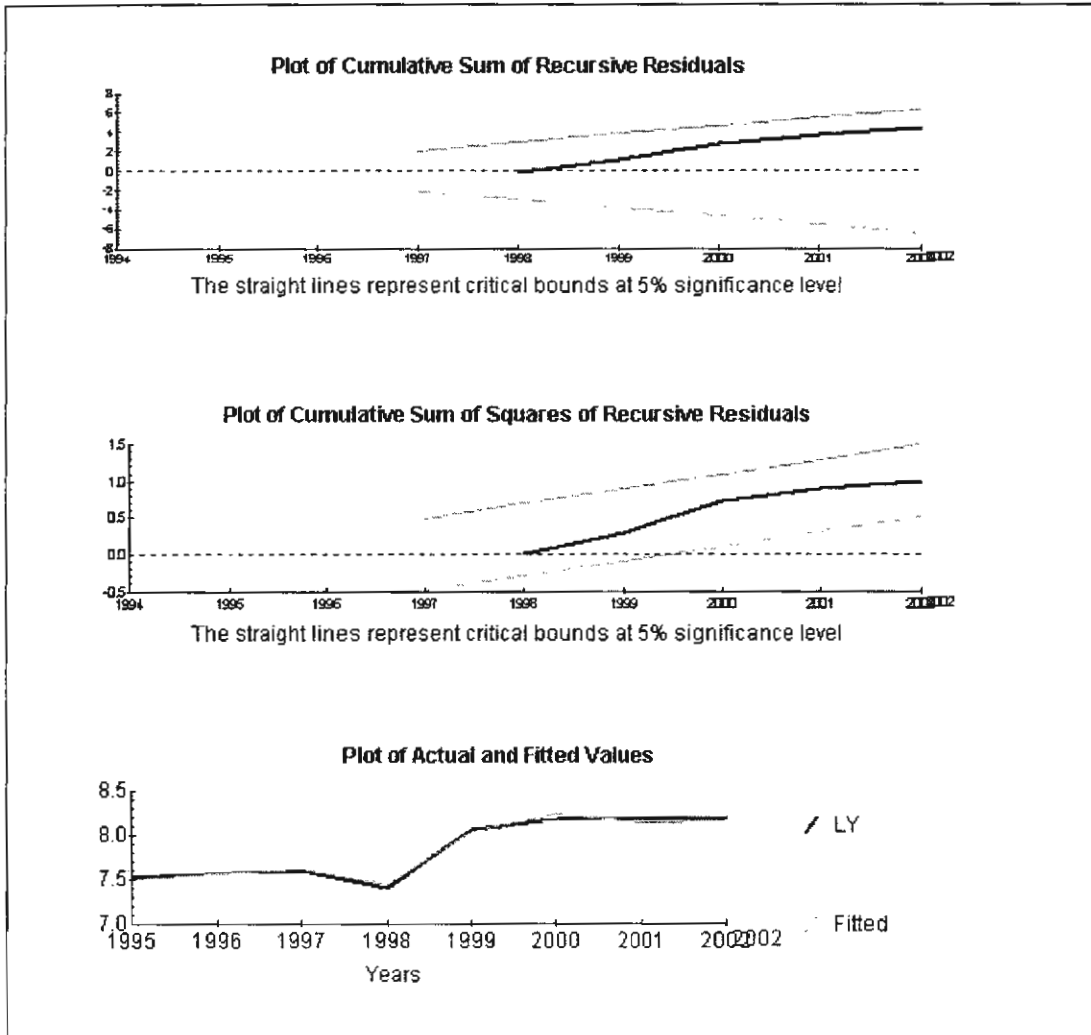 Plot of Cumulative Sum of Recursive Residuals
8
6
4
2
0
-2
-4
-6
-8
1994 1995 1996 1997 1998 1999 2000 2001 2002 2002
The straight lines represent critical bounds at 5% significance level
Plot of Cumulative Sum of Squares of Recursive Residuals
1.5
1.0
0.5
0.0
-0.5
1994 1995 1996 1997 1998 1999 2000 2001 2002 2002
The straight lines represent critical bounds at 5% significance level
Plot of Actual and Fitted Values
8.5
8.0
7.5
7.0
LY
Fitted
1995 1996 1997 1998 1999 2000 2001 2002 2002
Years